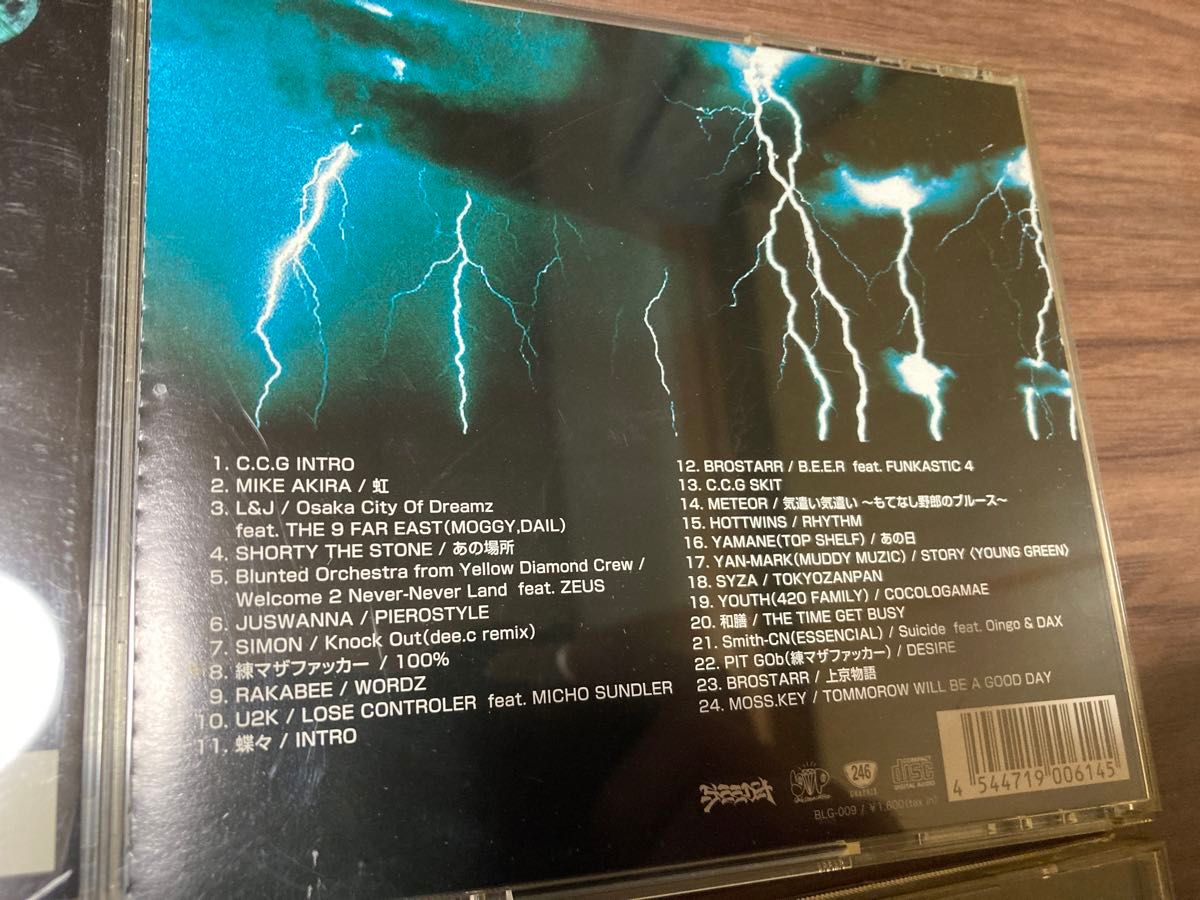 1. C.C.G INTRO
2. MIKE AKIRA / 虹
3. L&J / Osaka City Of Dreamz
feat. THE 9 FAR EAST(MOGGY,DAIL)
4. SHORTY THE STONE / あの場所
5. Blunted Orchestra from Yellow Diamond Crew /
Welcome 2 Never-Never Land feat. ZEUS
6. JUSWANNA / PIEROSTYLE
7. SIMON / Knock Out(dee.c remix)
8. 練マザファッカー / 100%
9. RAKABEE / WORDZ
10. U2K / LOSE CONTROLER feat. MICHO SUNDLER
11. 蝶々 / INTRO
12. BROSTARR / B.E.E.R feat. FUNKASTIC 4
13. C.C.G SKIT
14. METEOR / 気遣い気遣い ～もてなし野郎のブルース～
15. HOTTWINS / RHYTHM
16. YAMANE(TOP SHELF) / あの日
17. YAN-MARK(MUDDY MUZIC) / STORY〈YOUNG GREEN〉
18. SYZA / TOKYOZANPAN
19. YOUTH(420 FAMILY) / COCOLOGAMAE
20. 和膳 / THE TIME GET BUSY
21. Smith-CN(ESSENCIAL) / Suicide feat. Oingo & DAX
22. PIT GOb(練マザファッカー) / DESIRE
23. BROSTARR / 上京物語
24. MOSS.KEY / TOMMOROW WILL BE A GOOD DAY
246
COMPACT
disc
DIGITAL AUDIO
BLG-009 / ¥1,600(tax in)
4 544719 006145